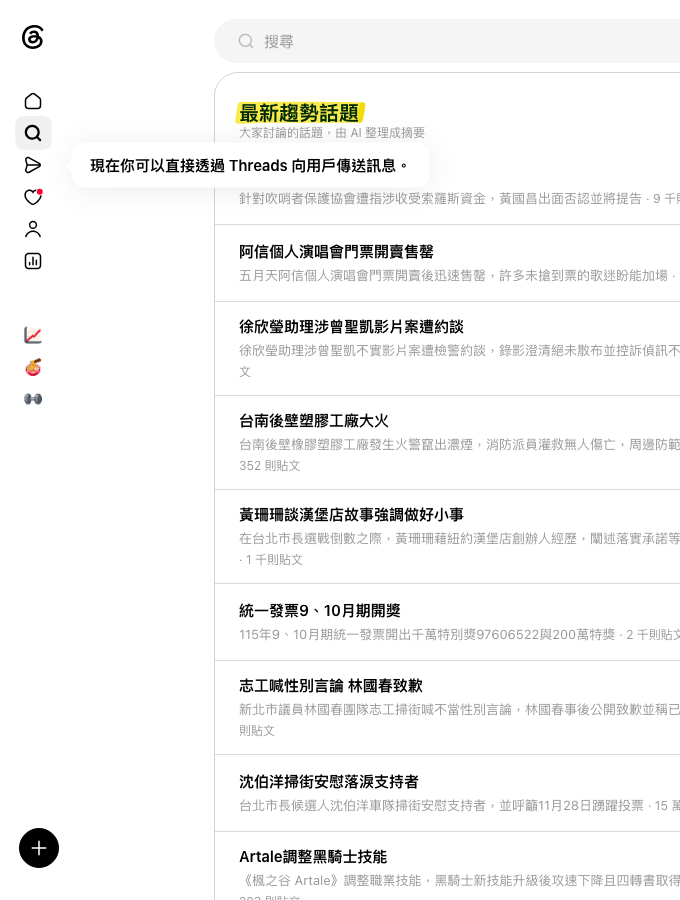 搜尋
最新趨勢話題
大家討論的話題，由 AI 整理成摘要
現在你可以直接透過 Threads 向用戶傳送訊息。
針對吹哨者保護協會遭指涉收受索羅斯資金，黃國昌出面否認並將提告 · 9 千
阿信個人演唱會門票開賣售罄
五月天阿信個人演唱會門票開賣後迅速售罄，許多未搶到票的歌迷盼能加場 ·
徐欣瑩助理涉曾聖凱影片案遭約談
徐欣瑩助理涉曾聖凱不實影片案遭檢警約談，錄影澄清絕未散布並控訴偵訊不
文
台南後壁塑膠工廠大火
台南後壁橡膠塑膠工廠發生火警竄出濃煙，消防派員灌救無人傷亡，周邊防範
352 則貼文
黃珊珊談漢堡店故事強調做好小事
在台北市長選戰倒數之際，黃珊珊藉紐約漢堡店創辦人經歷，闡述落實承諾等
· 1 千則貼文
統一發票9、10月期開獎
115年9、10月期統一發票開出千萬特別獎97606522與200萬特獎 · 2 千則貼文
志工喊性別言論 林國春致歉
新北市議員林國春團隊志工掃街喊不當性別言論，林國春事後公開致歉並稱已
則貼文
沈伯洋掃街安慰落淚支持者
台北市長候選人沈伯洋車隊掃街安慰支持者，並呼籲11月28日踴躍投票 · 15 萬
Artale調整黑騎士技能
《楓之谷 Artale》調整職業技能，黑騎士新技能升級後攻速下降且四轉書取得